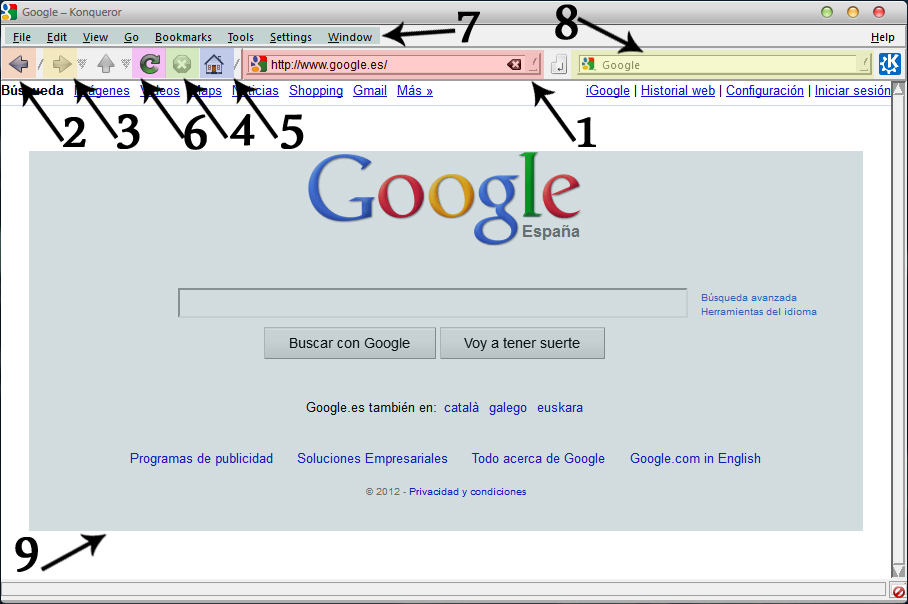 Google – Konqueror
7 8
File Edit View Go Bookmarks Tools Settings Window Help
http://www.google.es/ Google
Búsqueda Imágenes Vídeos Maps Noticias Shopping Gmail Más » iGoogle | Historial web | Configuración | Iniciar sesión
2 3 6 4 5 1
Google
España
Búsqueda avanzada
Herramientas del idioma
Buscar con Google Voy a tener suerte
Google.es también en: català galego euskara
Programas de publicidad Soluciones Empresariales Todo acerca de Google Google.com in English
© 2012 - Privacidad y condiciones
9